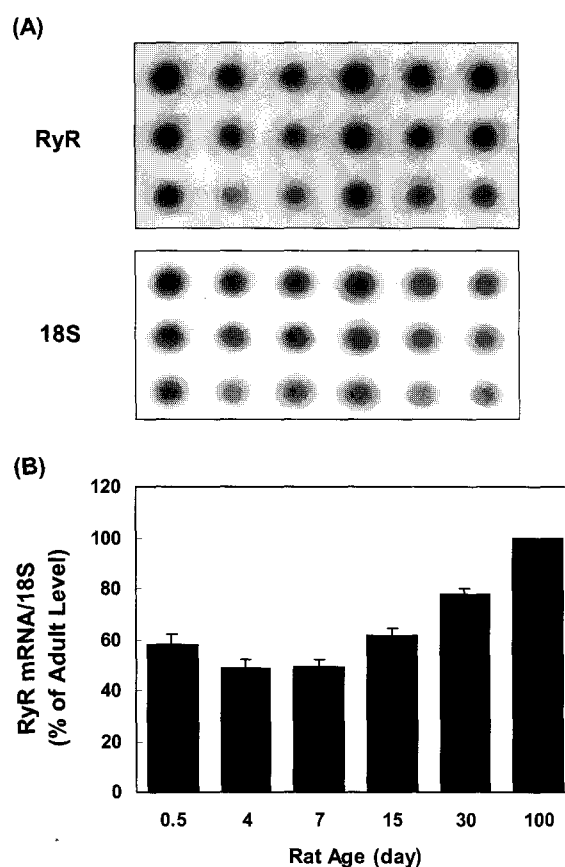 (A)
RyR
18S
(B)
RyR mRNA/18S
(% of Adult Level)
120
100
80
60
40
20
0
0.5 4 7 15 30 100
Rat Age (day)